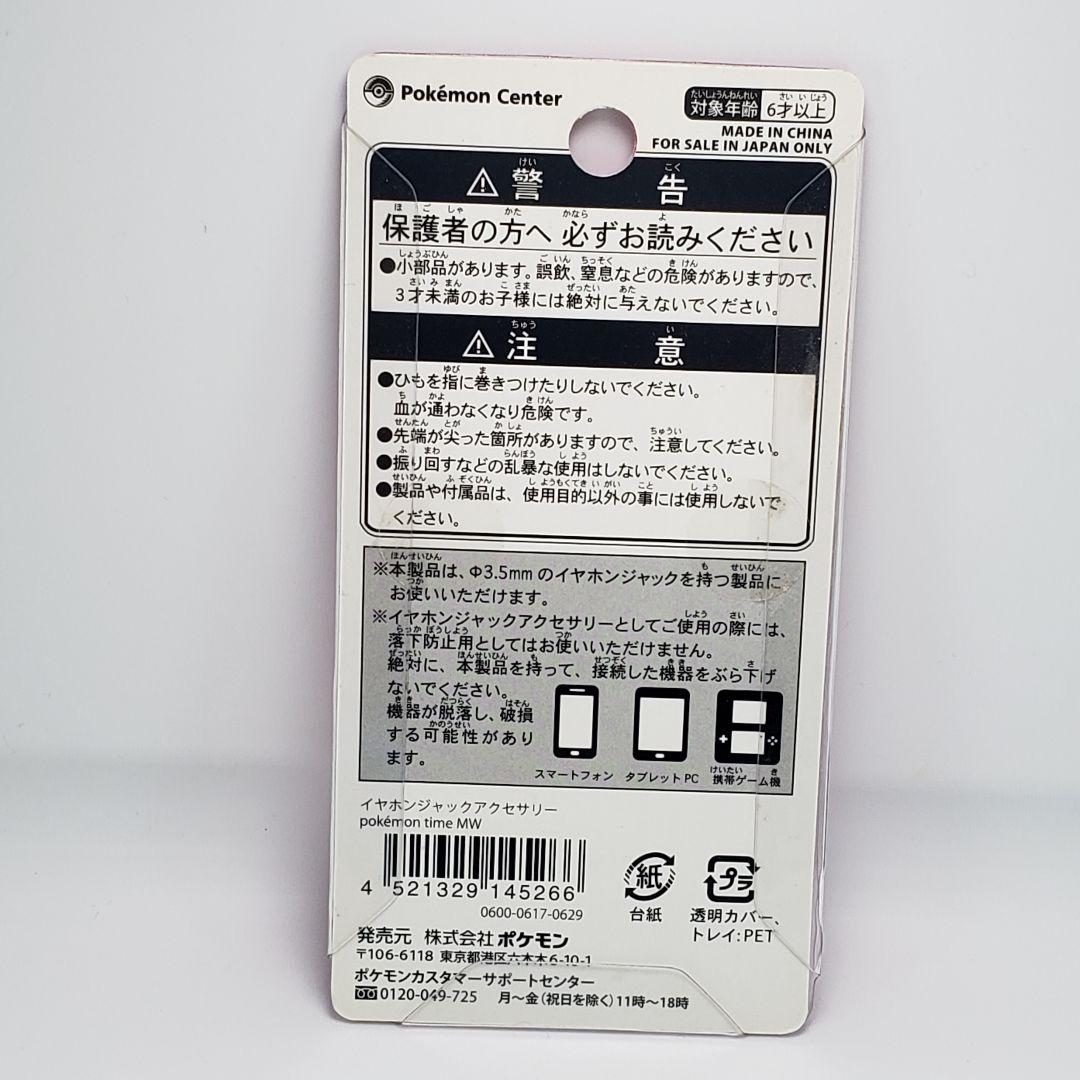 Pokémon Center
対象年齢 6才以上
MADE IN CHINA
FOR SALE IN JAPAN ONLY
⚠警告
保護者の方へ 必ずお読みください
●小部品があります。誤飲、窒息などの危険がありますので、
3才未満のお子様には絶対に与えないでください。
⚠注意
●ひもを指に巻きつけたりしないでください。
血が通わなくなり危険です。
●先端が尖った箇所がありますので、注意してください。
●振り回すなどの乱暴な使用はしないでください。
●製品や付属品は、使用目的以外の事には使用しないで
ください。
※本製品は、Φ3.5mmのイヤホンジャックを持つ製品に
お使いいただけます。
※イヤホンジャックアクセサリーとしてご使用の際には、
落下防止用としてはお使いいただけません。
絶対に、本製品を持って、接続した機器をぶら下げ
ないでください。
機器が脱落し、破損
する可能性があり
ます。
スマートフォン タブレットPC 携帯ゲーム機
イヤホンジャックアクセサリー
pokémon time MW
4 521329 145266
0600-0617-0629
紙
台紙
プラ
透明カバー、
トレイ:PET
発売元 株式会社ポケモン
〒106-6118 東京都港区六本木6-10-1
ポケモンカスタマーサポートセンター
0120-049-725 月～金(祝日を除く)11時～18時